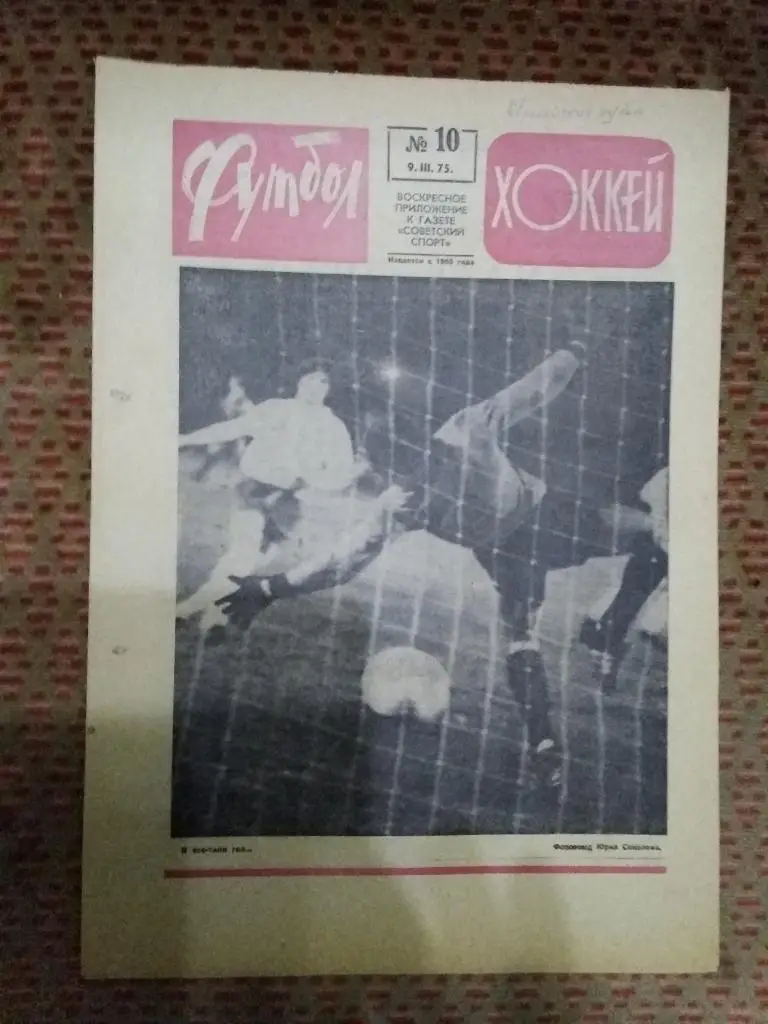 Футбол
№ 10
9. III. 75.
ВОСКРЕСНОЕ
ПРИЛОЖЕНИЕ
К ГАЗЕТЕ
«СОВЕТСКИЙ
СПОРТ»
Издается с 1960 года
ХОККЕЙ
И все-таки гол...
Фотоэтюд Юрия Соколова.